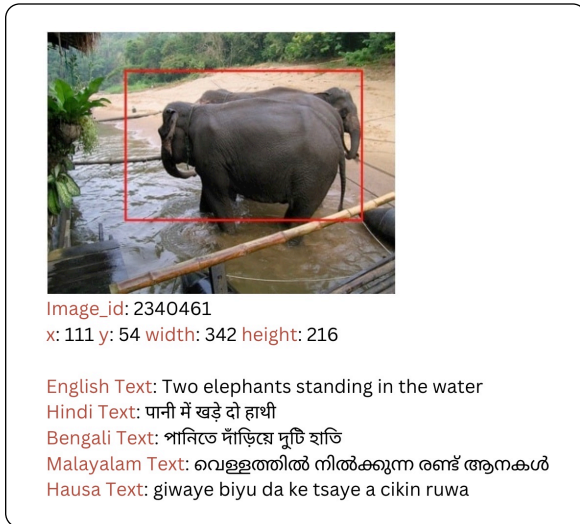 Image_id: 2340461
x: 111 y: 54 width: 342 height: 216
English Text: Two elephants standing in the water
Hindi Text: पानी में खड़े दो हाथी
Bengali Text: পানিতে দাঁড়িয়ে দুটি হাতি
Malayalam Text: വെള്ളത്തിൽ നിൽക്കുന്ന രണ്ട് ആനകൾ
Hausa Text: giwaye biyu da ke tsaye a cikin ruwa